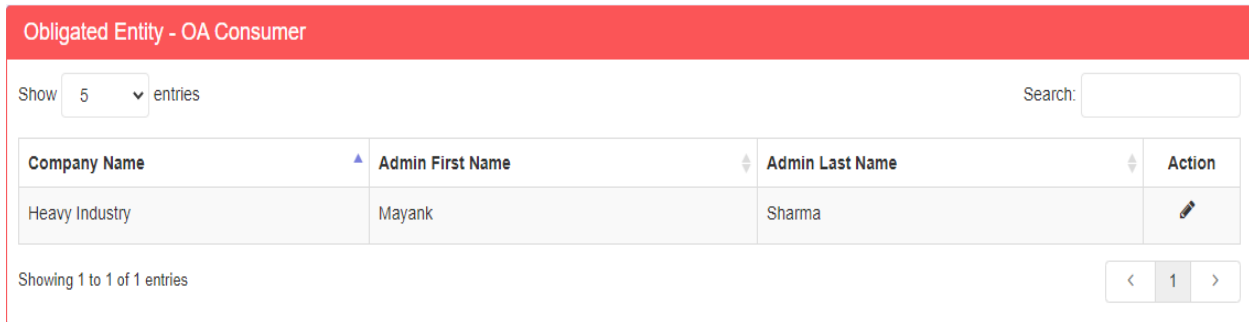 Obligated Entity - OA Consumer
Show 5 entries Search:
Company Name Admin First Name Admin Last Name Action
Heavy Industry Mayank Sharma
Showing 1 to 1 of 1 entries < 1 >